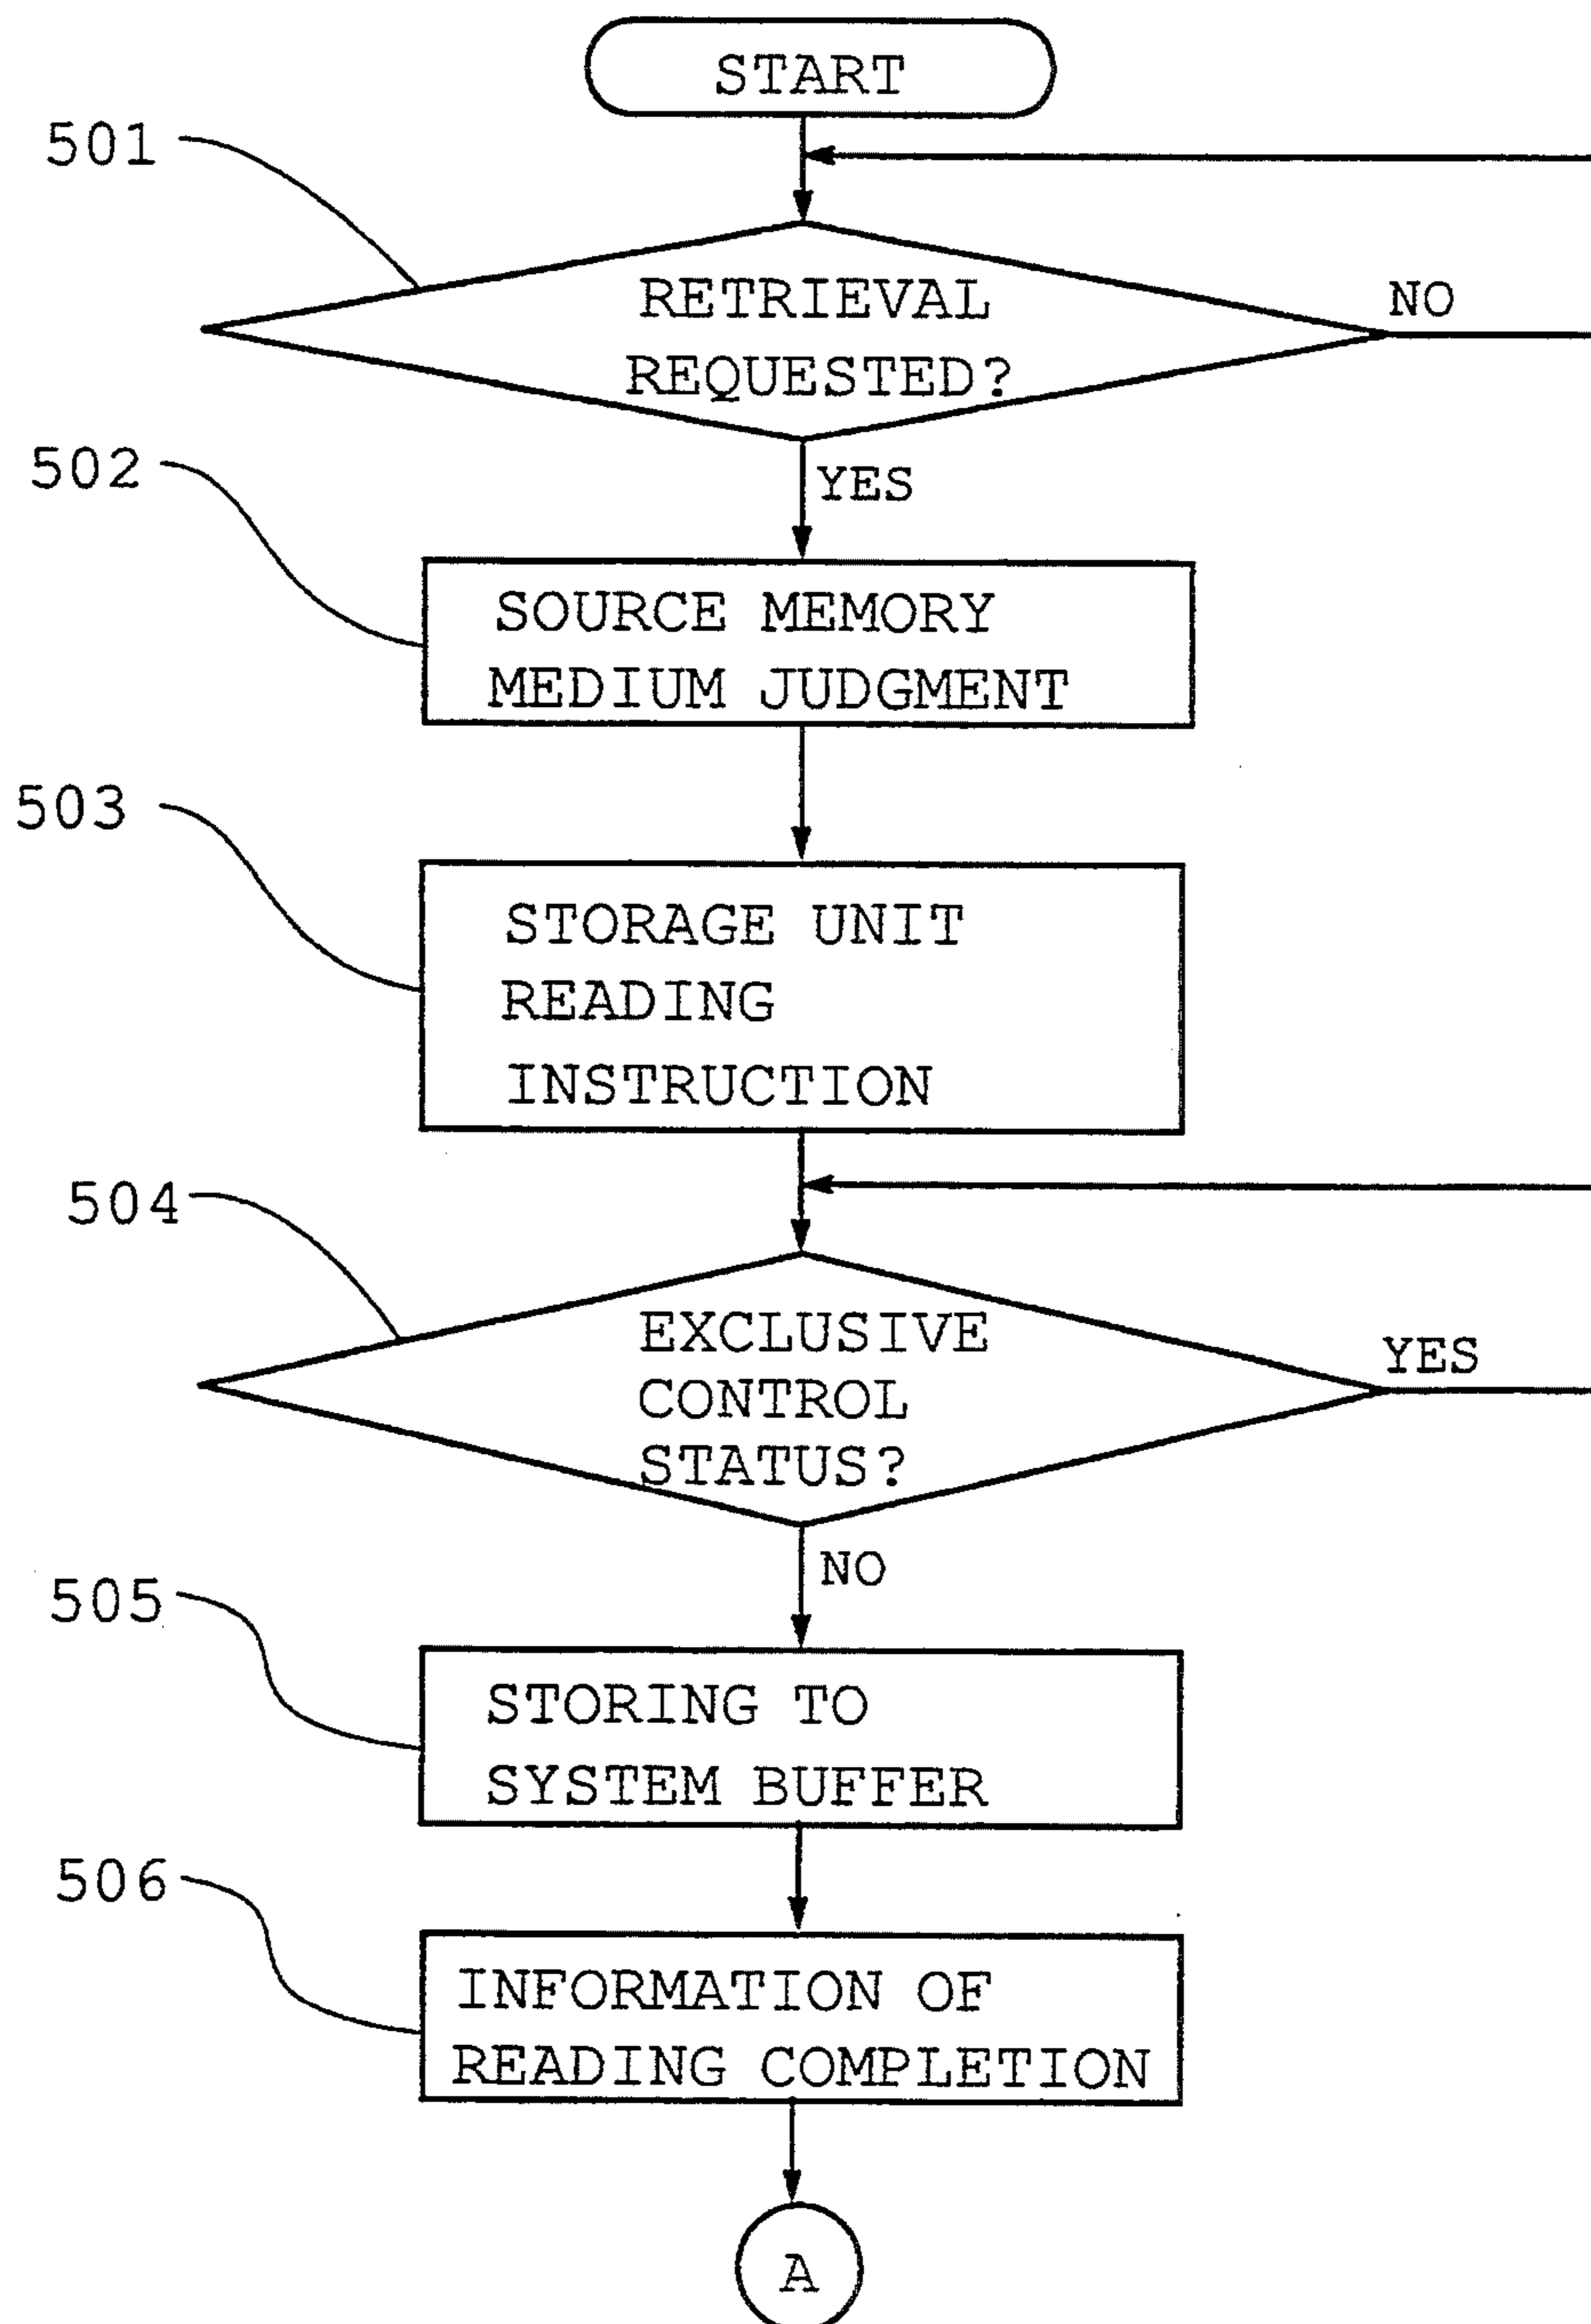 START
501
RETRIEVAL
NO
REQUESTED?
502
YES
SOURCE MEMORY
MEDIUM JUDGMENT
503
STORAGE UNIT
READING
INSTRUCTION
504
EXCLUSIVE
YES
CONTROL
STATUS?
NO
505
STORING TO
SYSTEM BUFFER
506
INFORMATION OF
READING COMPLETION
A